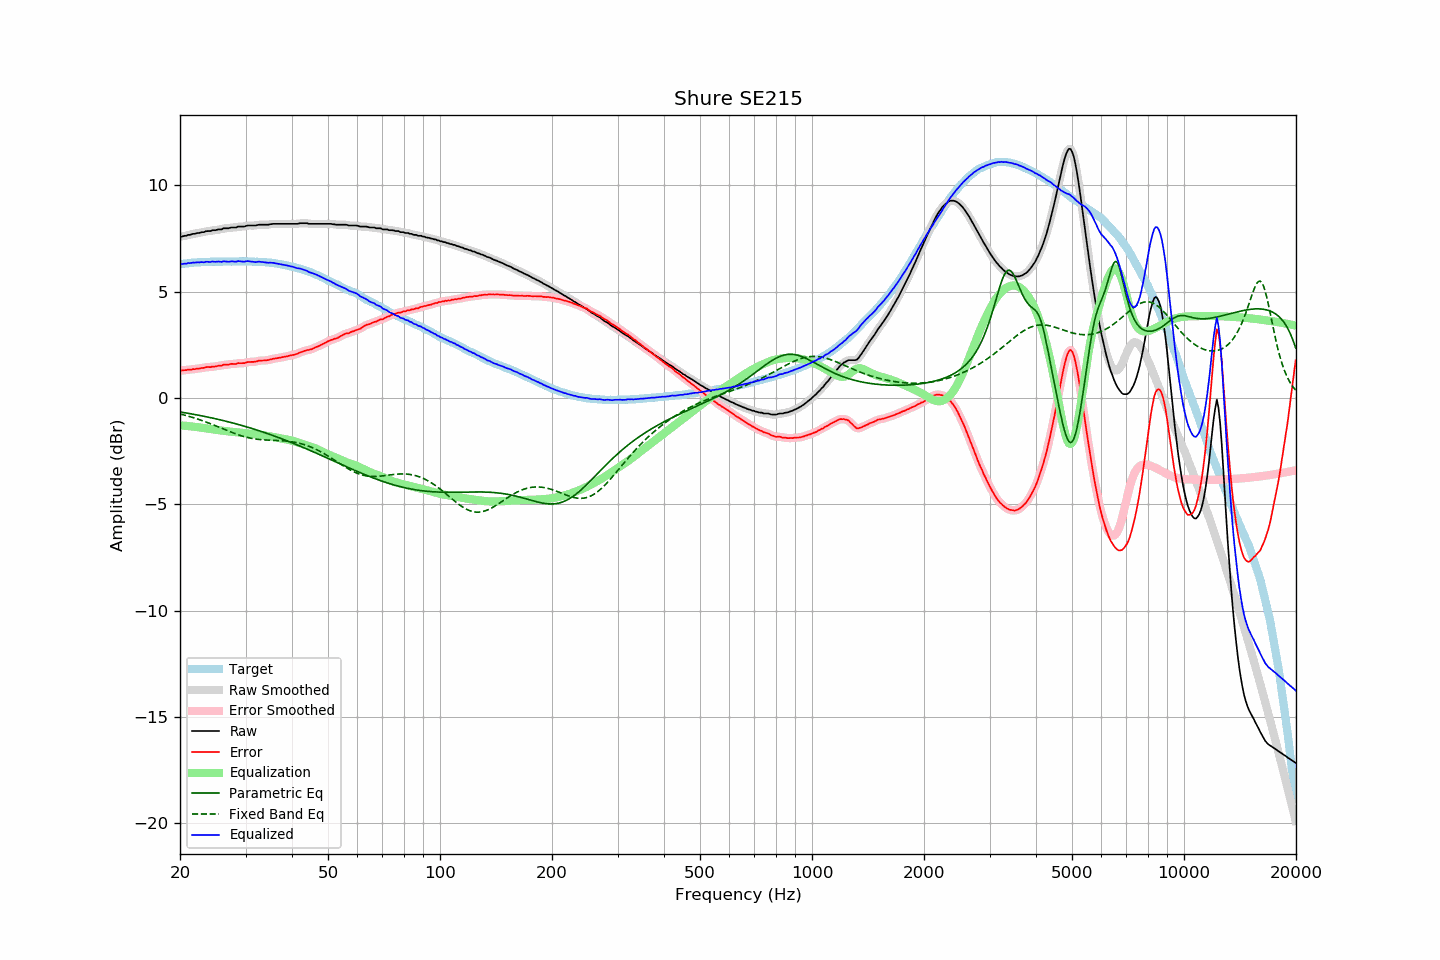 Shure SE215
Amplitude (dBr)
10
5
0
−5
−10
−15
−20
Target
Raw Smoothed
Error Smoothed
Raw
Error
Equalization
Parametric Eq
Fixed Band Eq
Equalized
20 50 100 200 500 1000 2000 5000 10000 20000
Frequency (Hz)